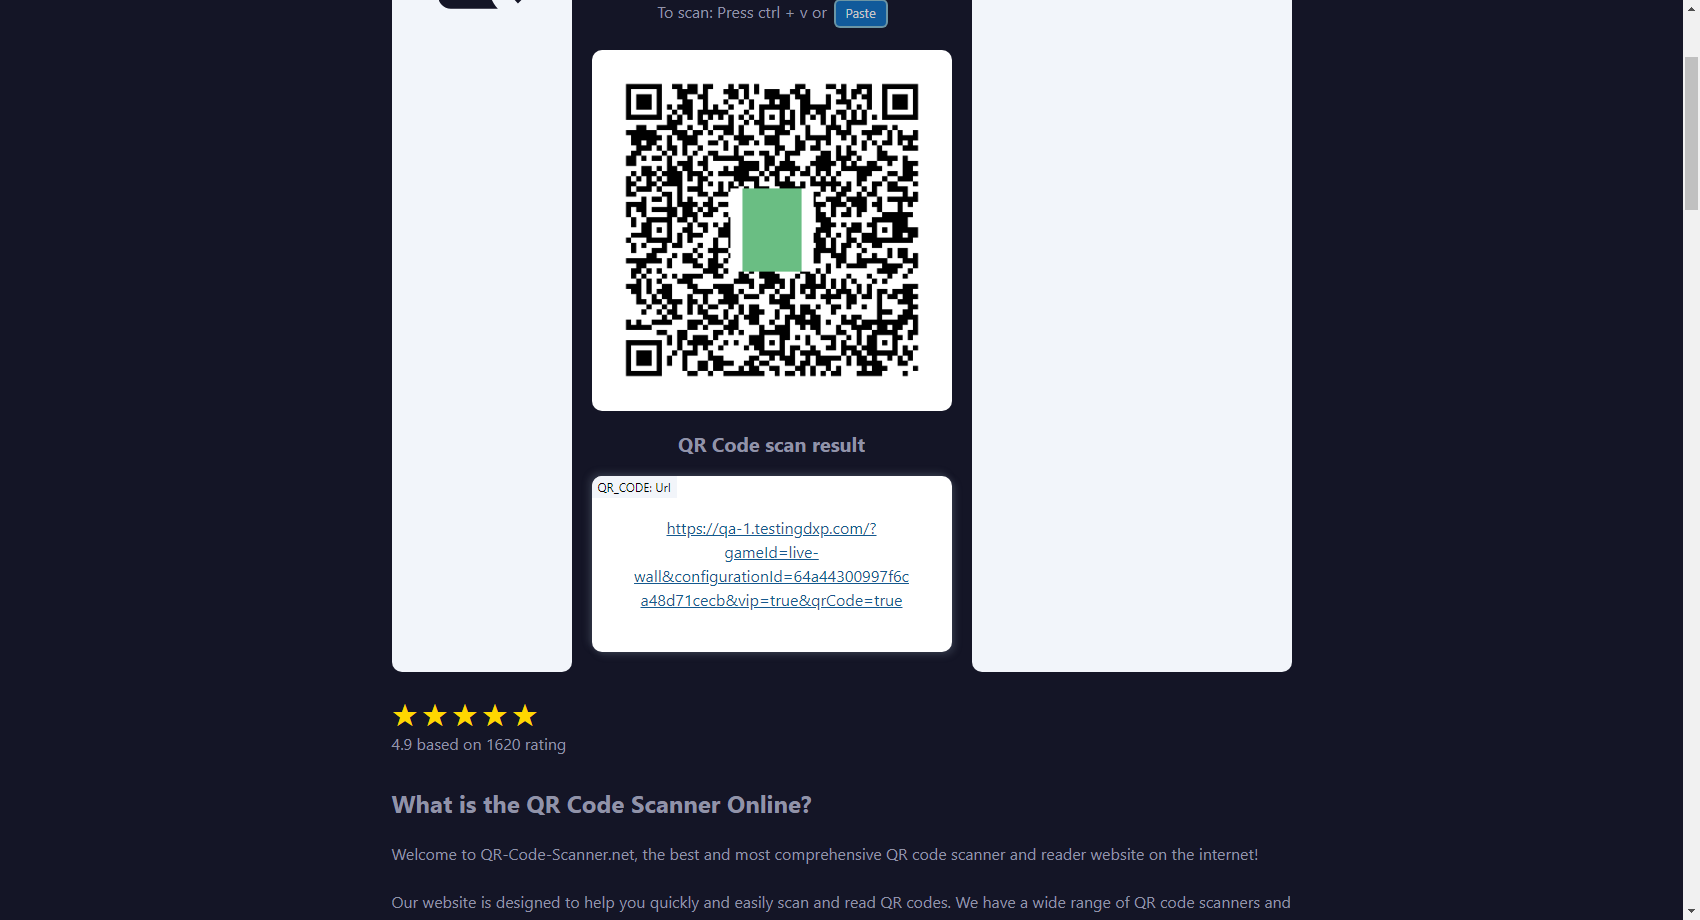 To scan: Press ctrl + v or Paste
QR Code scan result
QR_CODE: Url
https://qa-1.testingdxp.com/?
gameId=live-
wall&configurationId=64a44300997f6c
a48d71cecb&vip=true&qrCode=true
4.9 based on 1620 rating
What is the QR Code Scanner Online?
Welcome to QR-Code-Scanner.net, the best and most comprehensive QR code scanner and reader website on the internet!
Our website is designed to help you quickly and easily scan and read QR codes. We have a wide range of QR code scanners and